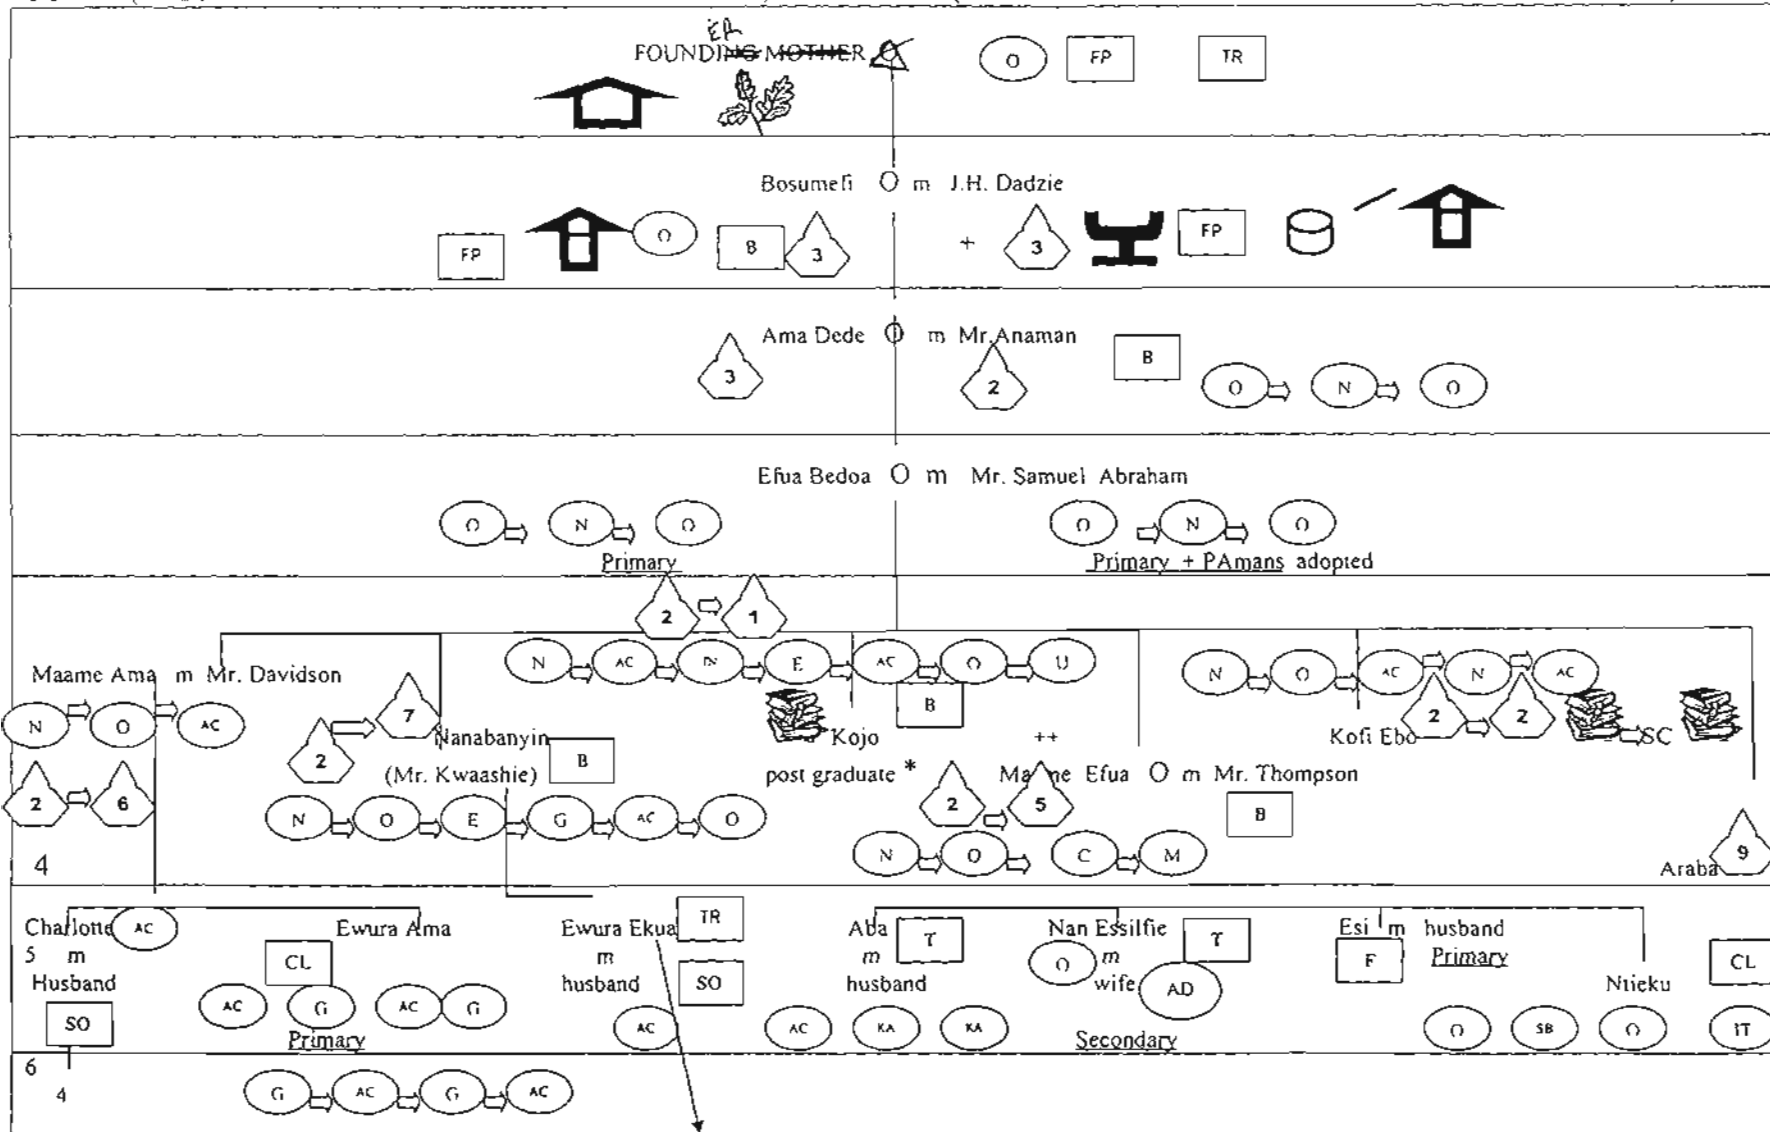 ER
FOUNDING MOTHER O FP TR
Bosumefi O m J.H. Dadzie
FP O B 3 + 3 FP
Ama Dede O m Mr.Anaman B
3 2 O N O
Efua Bedoa O m Mr. Samuel Abraham
O N O O N O
Primary Primary + PAmans adopted
2 1
N AC IN E AC O U N O AC N AC
Maame Ama m Mr. Davidson
N O AC 2 7 B 2 2
Nanabanyin B Kojo ++ Kofi Ebo SC
(Mr. Kwaashie) post graduate * Maame Efua O m Mr. Thompson
2 6 2 5 B
N O E G AC O
N O C M 9
4 Araba
Charlotte AC Ewura Ama Ewura Ekua TR Aba T Nan Essilfie T Esi m husband
5 m CL m m O m F Primary CL
Husband husband SO husband wife AD Ntieku
SO AC G AC G AC AC KA KA O SB O IT
Primary Secondary
6
4 G AC G AC